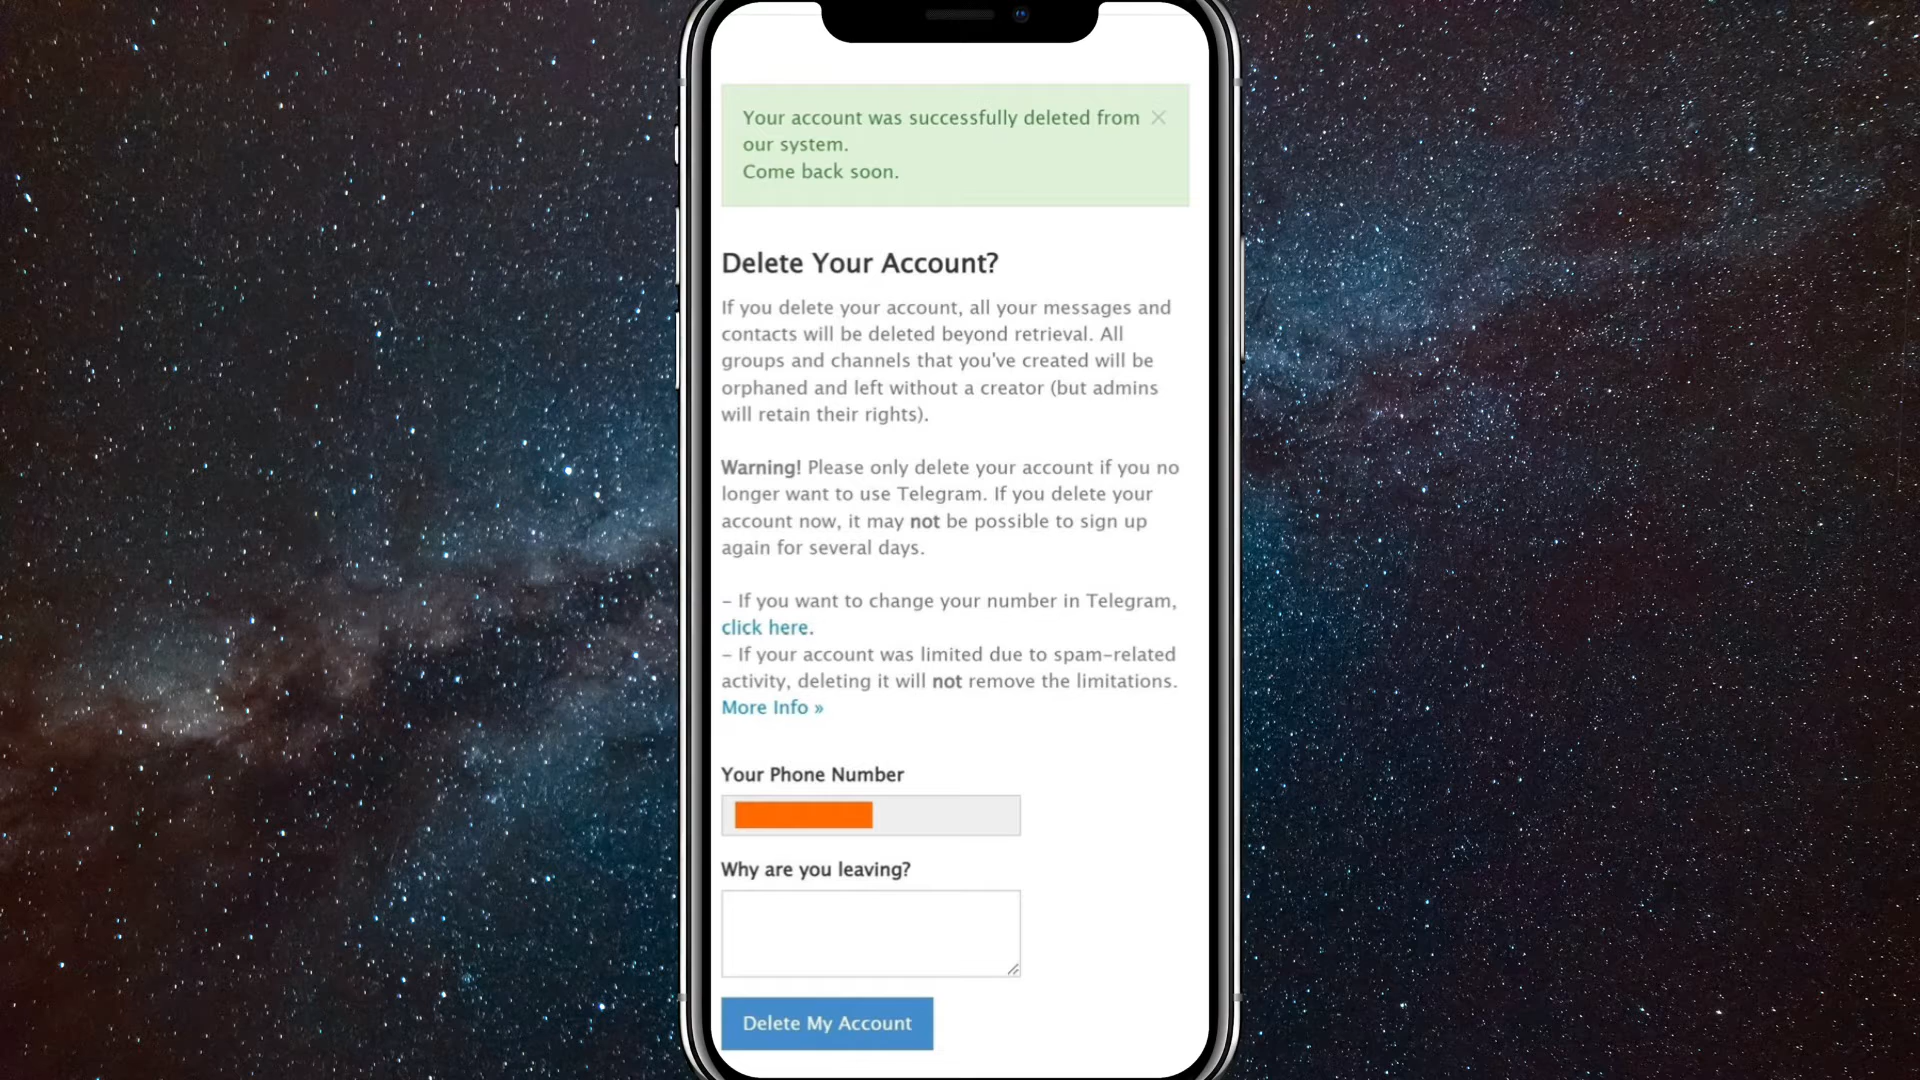 Your account was successfully deleted from
our system.
Come back soon.
Delete Your Account?
If you delete your account, all your messages and
contacts will be deleted beyond retrieval. All
groups and channels that you've created will be
orphaned and left without a creator (but admins
will retain their rights).
Warning! Please only delete your account if you no
longer want to use Telegram. If you delete your
account now, it may not be possible to sign up
again for several days.
– If you want to change your number in Telegram,
click here.
– If your account was limited due to spam-related
activity, deleting it will not remove the limitations.
More Info »
Your Phone Number
Why are you leaving?
Delete My Account